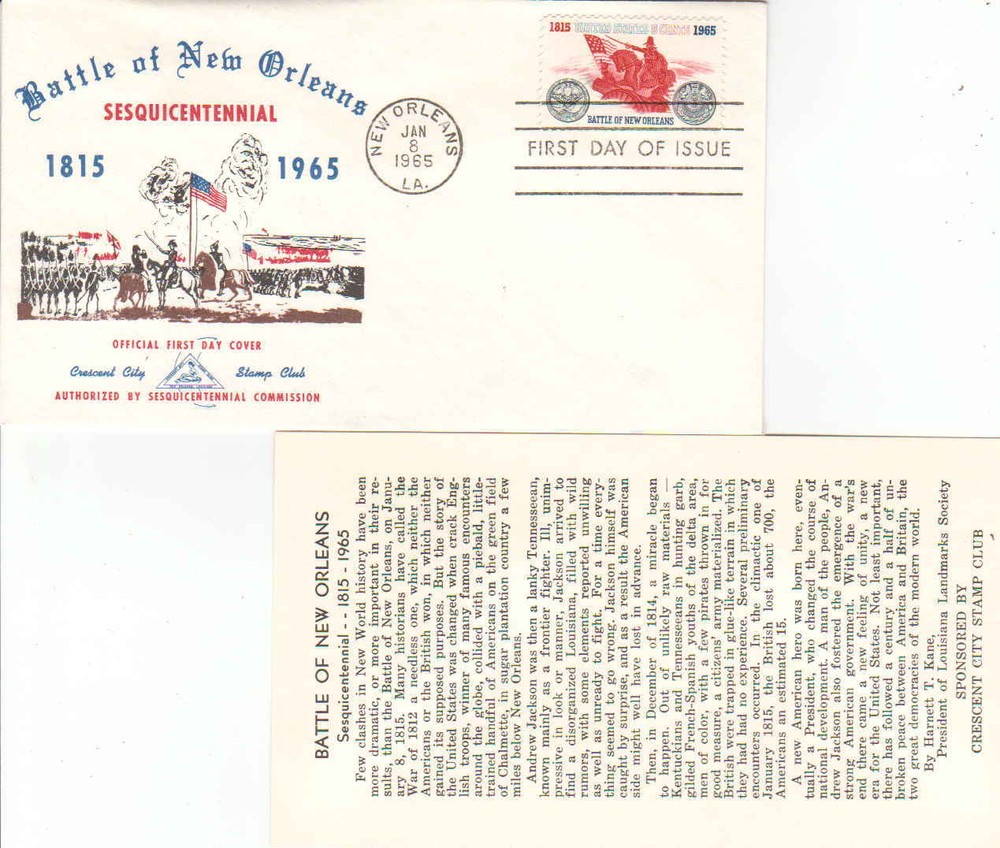 Battle of New Orleans
SESQUICENTENNIAL
1815 1965
OFFICIAL FIRST DAY COVER
Crescent City Stamp Club
AUTHORIZED BY SESQUICENTENNIAL COMMISSION
NEW ORLEANS
JAN
8
1965
LA.
1815 UNITED STATES 5 CENTS 1965
BATTLE OF NEW ORLEANS
FIRST DAY OF ISSUE
BATTLE OF NEW ORLEANS
Sesquicentennial - - 1815 - 1965
Few clashes in New World history have been
more dramatic, or more important in their re-
sults, than the Battle of New Orleans, on Janu-
ary 8, 1815. Many historians have called the
War of 1812 a needless one, which neither the
Americans or the British won, in which neither
gained its supposed purposes. But the story of
the United States was changed when crack Eng-
lish troops, winner of many famous encounters
around the globe, collided with a piebald, little-
trained handful of Americans on the green field
of Chalmette, in sugar plantation country a few
miles below New Orleans.
Andrew Jackson was then a lanky Tennesseean,
known mainly as a frontier fighter. Ill, unim-
pressive in look or manner, Jackson arrived to
find a disorganized Louisiana, filled with wild
rumors, with some elements reported unwilling
as well as unready to fight. For a time every-
thing seemed to go wrong. Jackson himself was
caught by surprise, and as a result the American
side might well have lost in advance.
Then, in December of 1814, a miracle began
to happen. Out of unlikely raw materials —
Kentuckians and Tennesseeans in hunting garb,
gilded French-Spanish youths of the delta area,
men of color, with a few pirates thrown in for
good measure, a citizens' army materialized. The
British were trapped in glue-like terrain in which
they had no experience. Several preliminary
encounters occurred. In the climactic one of
January 1815, the British lost about 700, the
Americans an estimated 15.
A new American hero was born here, even-
tually a President, who changed the course of
national development. A man of the people, An-
drew Jackson also fostered the emergence of a
strong American government. With the war's
end there came a new feeling of unity, a new
era for the United States. Not least important,
there has followed a century and a half of un-
broken peace between America and Britain, the
two great democracies of the modern world.
By Harnett T. Kane,
President of Louisiana Landmarks Society
SPONSORED BY
CRESCENT CITY STAMP CLUB